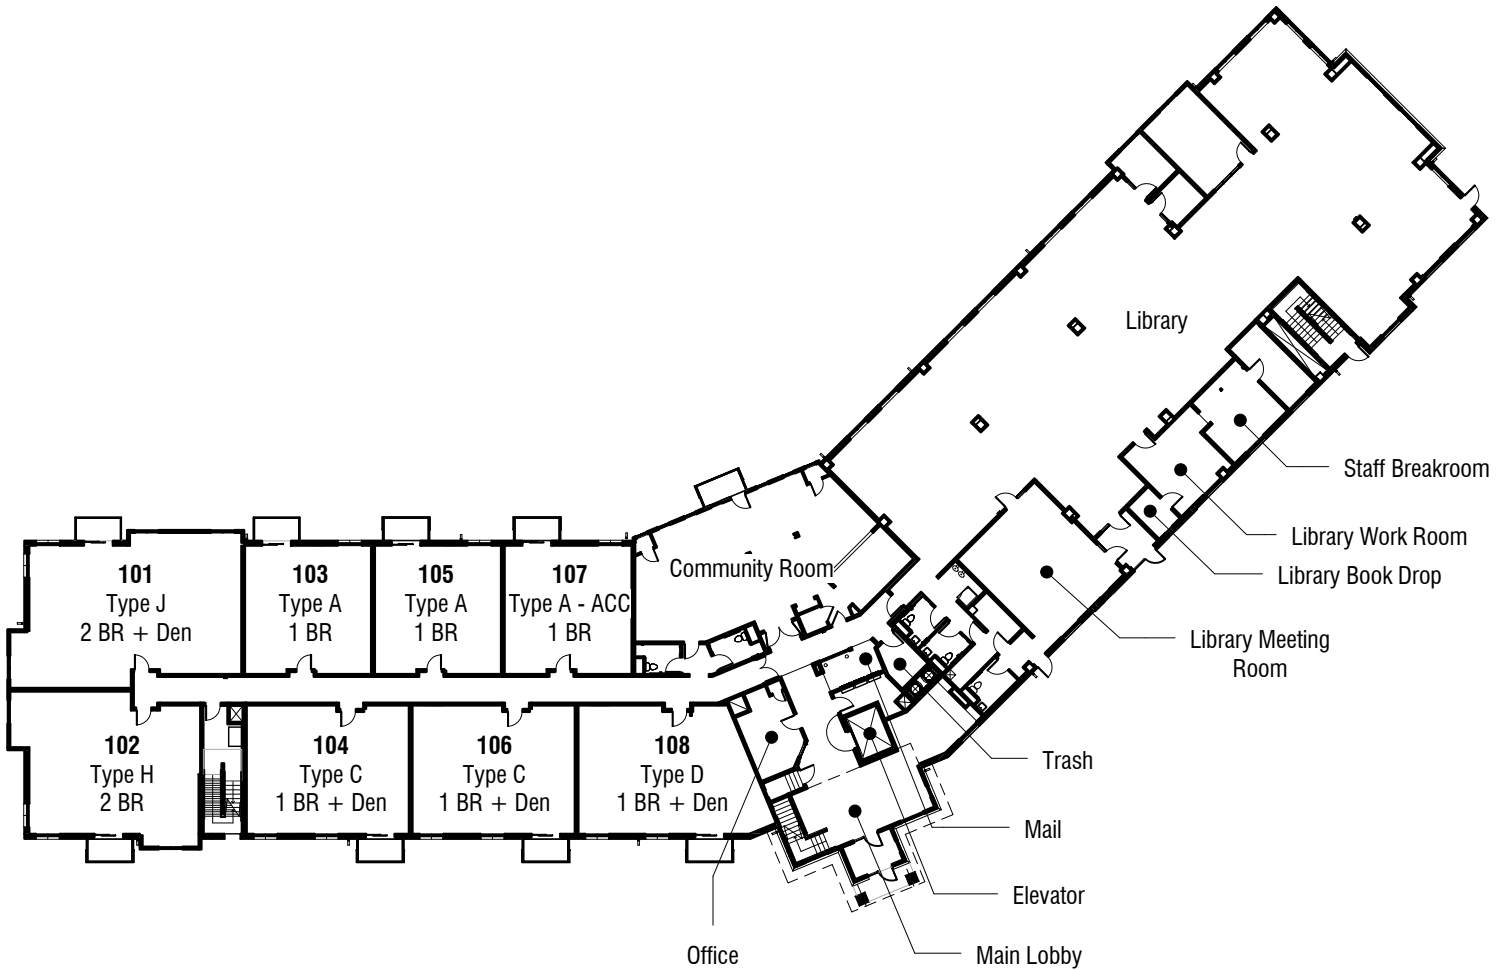 Library
Staff Breakroom
Library Work Room
Library Book Drop
Community Room
101
Type J
2 BR + Den
103
Type A
1 BR
105
Type A
1 BR
107
Type A - ACC
1 BR
Library Meeting
Room
102
Type H
2 BR
104
Type C
1 BR + Den
106
Type C
1 BR + Den
108
Type D
1 BR + Den
Trash
Mail
Elevator
Office
Main Lobby